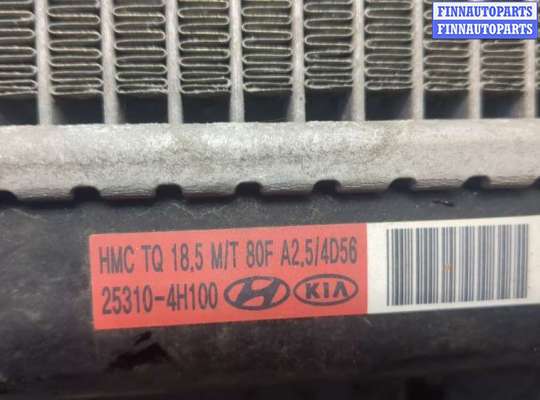 FINNAUTOPARTS
FINNAUTOPARTS
HMC TQ 18,5 M/T 80F A2,5/4D56
25310-4H100 KIA